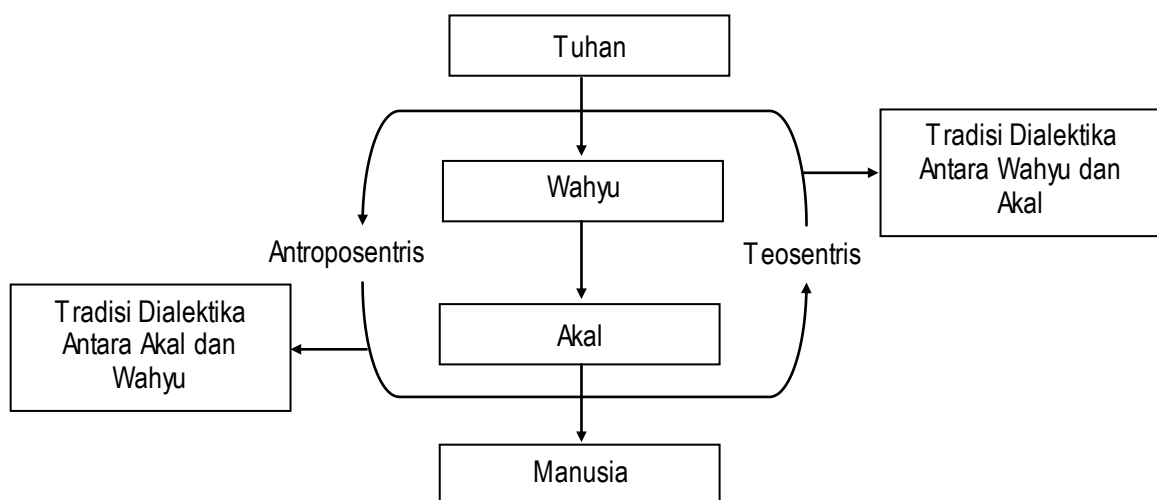 Tuhan
Tradisi Dialektika
Antara Wahyu dan
Akal
Wahyu
Antroposentris
Teosentris
Tradisi Dialektika
Antara Akal dan
Wahyu
Akal
Manusia